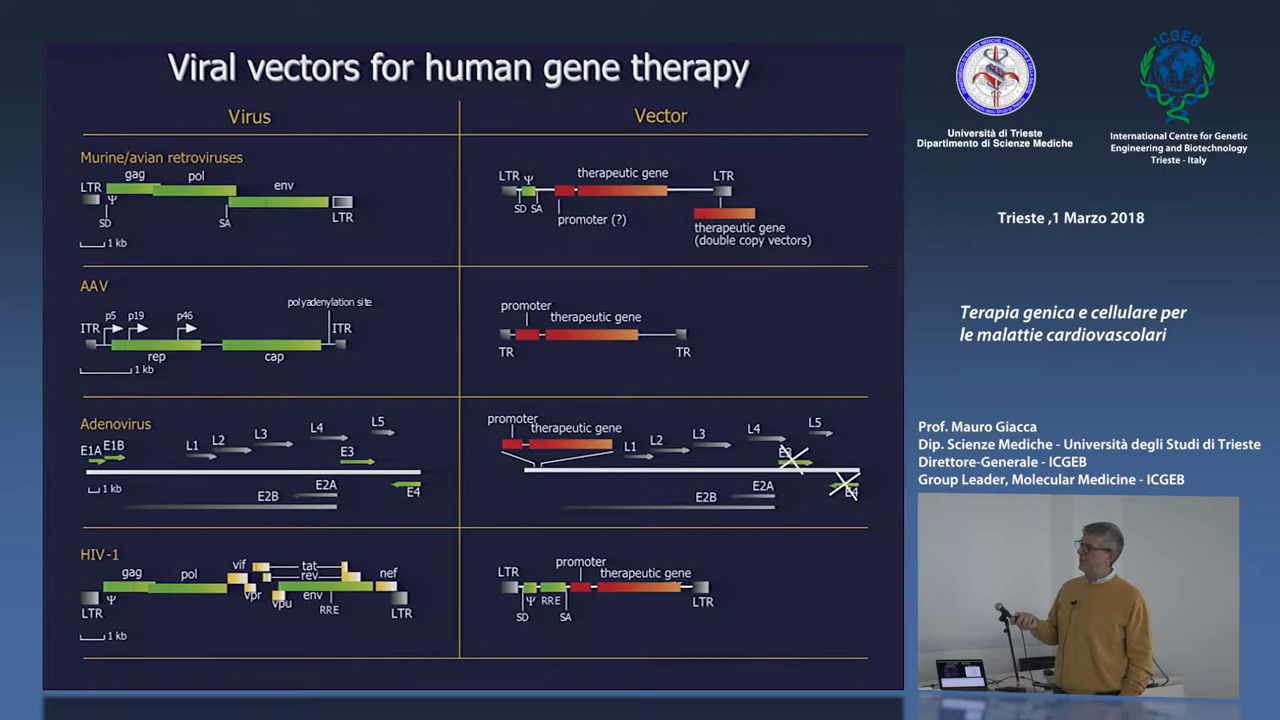 Viral vectors for human gene therapy
Virus
Vector
Murine/avian retroviruses
LTR
gag
pol
env
Ψ
SD
SA
LTR
1 kb
LTR
Ψ
therapeutic gene
LTR
SD
SA
promoter (?)
therapeutic gene
(double copy vectors)
AAV
polyadenylation site
p5
p19
p46
ITR
ITR
rep
cap
1 kb
promoter
therapeutic gene
TR
TR
Adenovirus
E1A
E1B
L1
L2
L3
L4
L5
E3
1 kb
E2A
E2B
E4
promoter
therapeutic gene
L1
L2
L3
L4
L5
E3
E2A
E2B
E4
HIV-1
gag
pol
vif
tat
rev
nef
vpr
vpu
env
RRE
Ψ
LTR
LTR
1 kb
LTR
promoter
therapeutic gene
Ψ
RRE
SD
SA
LTR
ICGEB
Università di Trieste
Dipartimento di Scienze Mediche
International Centre for Genetic
Engineering and Biotechnology
Trieste - Italy
Trieste ,1 Marzo 2018
Terapia genica e cellulare per
le malattie cardiovascolari
Prof. Mauro Giacca
Dip. Scienze Mediche - Università degli Studi di Trieste
Direttore-Generale - ICGEB
Group Leader, Molecular Medicine - ICGEB